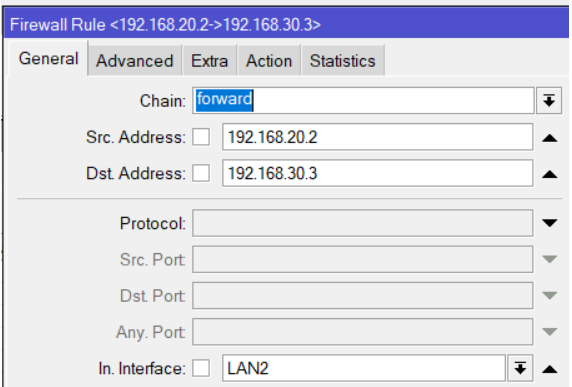 Firewall Rule <192.168.20.2->192.168.30.3>
General Advanced Extra Action Statistics
Chain: forward
Src. Address: 192.168.20.2
Dst. Address: 192.168.30.3
Protocol:
Src. Port:
Dst. Port:
Any. Port:
In. Interface: LAN2